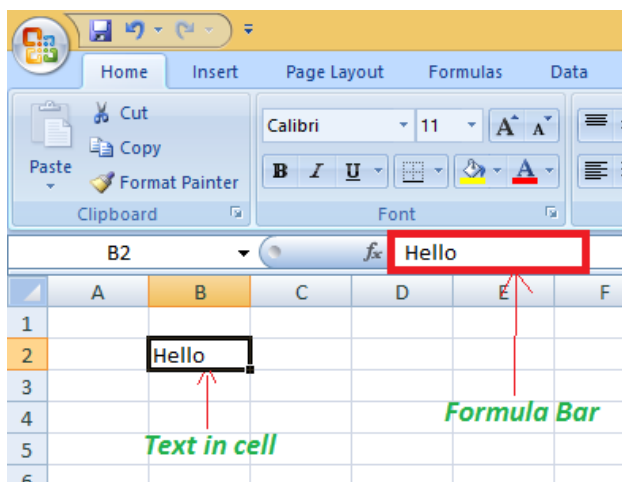 Home Insert Page Layout Formulas Data
Cut
Calibri 11 A A
Copy
Paste
Format Painter B I U A
Clipboard Font
B2 fx Hello
A B C D E F
1
2 Hello
3
4 Formula Bar
5 Text in cell
6